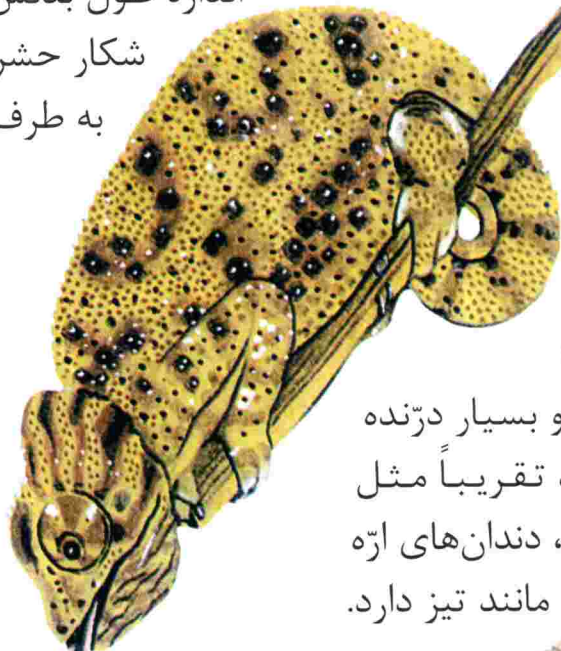 شکار حشر
به طرف
و بسیار درّنده
تقریباً مثل
، دندان‌های ارّه
مانند تیز دارد.